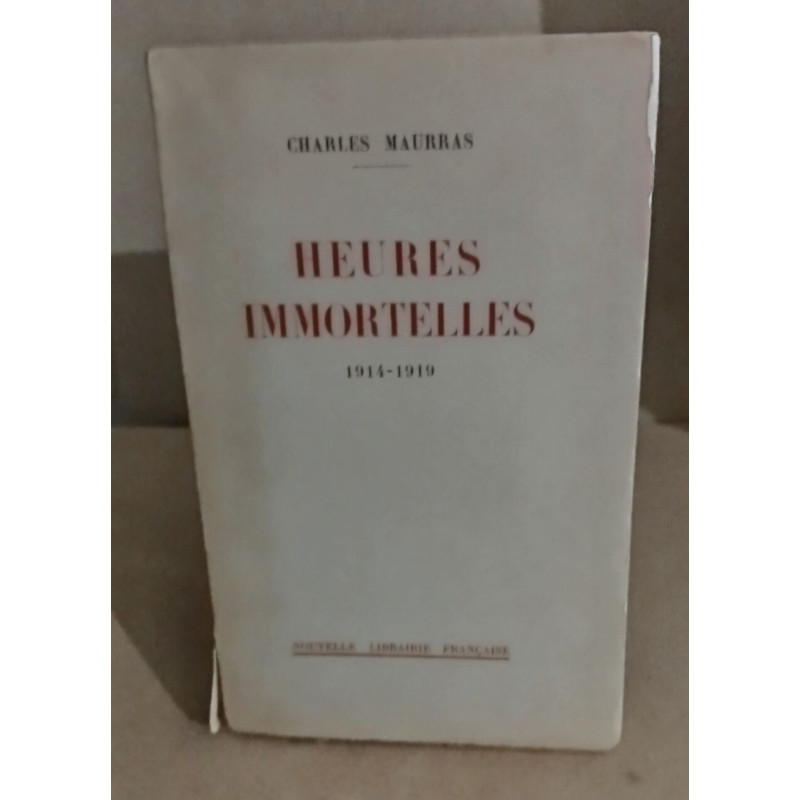 CHARLES MAURRAS
HEURES
IMMORTELLES
1914-1919
NOUVELLE LIBRAIRIE FRANÇAISE